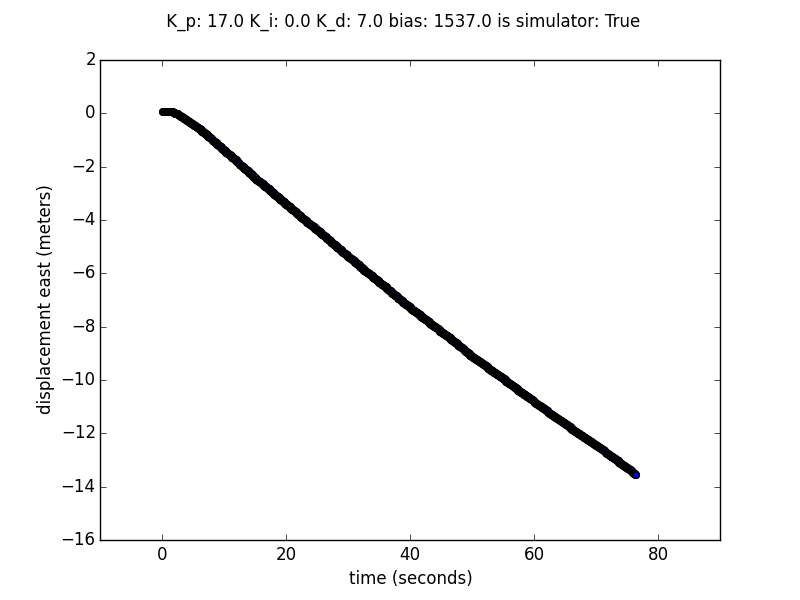 K_p: 17.0 K_i: 0.0 K_d: 7.0 bias: 1537.0 is simulator: True
2
0
−2
−4
−6
−8
−10
−12
−14
−16
displacement east (meters)
0 20 40 60 80
time (seconds)